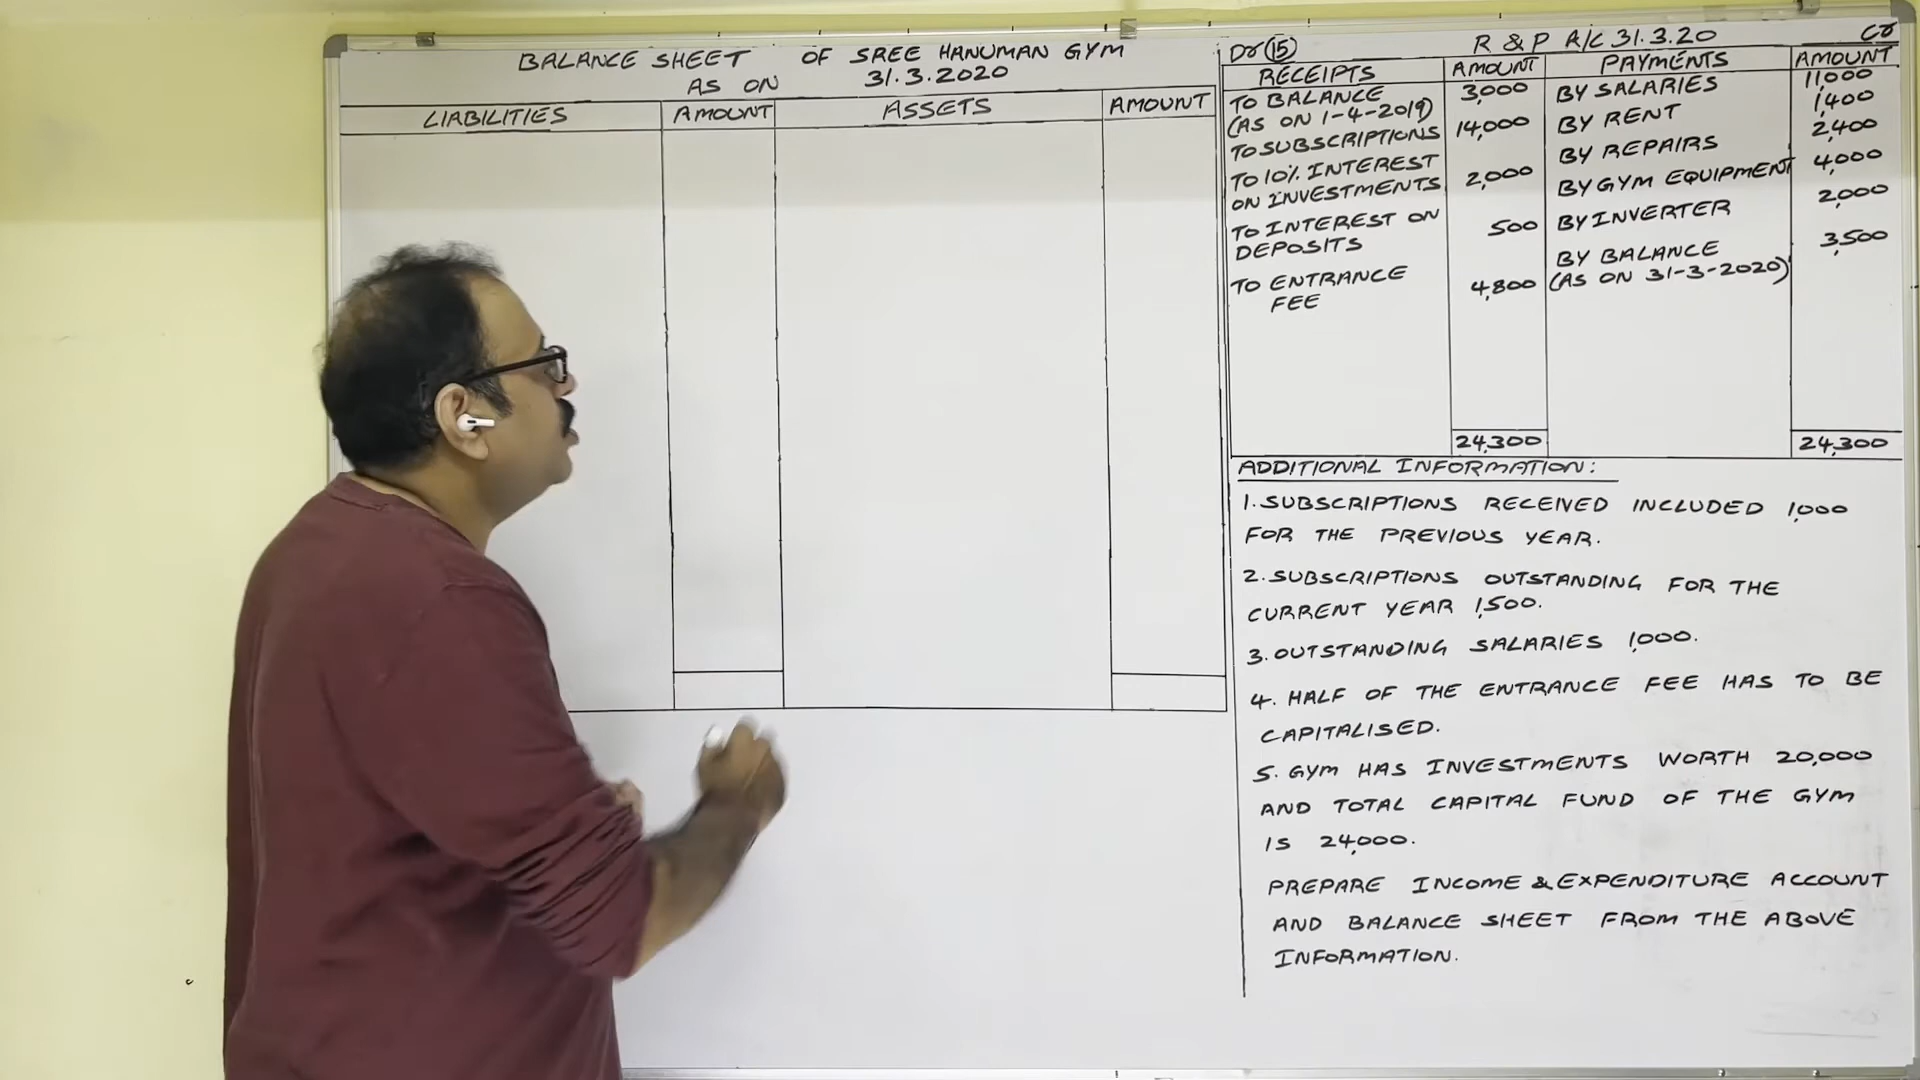 BALANCE SHEET OF SREE HANUMAN GYM
AS ON 31.3.2020
LIABILITIES AMOUNT ASSETS AMOUNT
Dr (15) R & P A/C 31.3.20 Cr
RECEIPTS AMOUNT PAYMENTS AMOUNT
TO BALANCE 3,000 BY SALARIES 11,000
(AS ON 1-4-2019) BY RENT 1,400
TO SUBSCRIPTIONS 14,000 BY REPAIRS 2,400
TO 10% INTEREST
ON INVESTMENTS 2,000 BY GYM EQUIPMENT 4,000
TO INTEREST ON
DEPOSITS 500 BY INVERTER 2,000
BY BALANCE
(AS ON 31-3-2020) 3,500
TO ENTRANCE
FEE 4,800
24,300 24,300
ADDITIONAL INFORMATION:
1. SUBSCRIPTIONS RECEIVED INCLUDED 1,000
FOR THE PREVIOUS YEAR.
2. SUBSCRIPTIONS OUTSTANDING FOR THE
CURRENT YEAR 1,500.
3. OUTSTANDING SALARIES 1,000.
4. HALF OF THE ENTRANCE FEE HAS TO BE
CAPITALISED.
5. GYM HAS INVESTMENTS WORTH 20,000
AND TOTAL CAPITAL FUND OF THE GYM
IS 24,000.
PREPARE INCOME & EXPENDITURE ACCOUNT
AND BALANCE SHEET FROM THE ABOVE
INFORMATION.